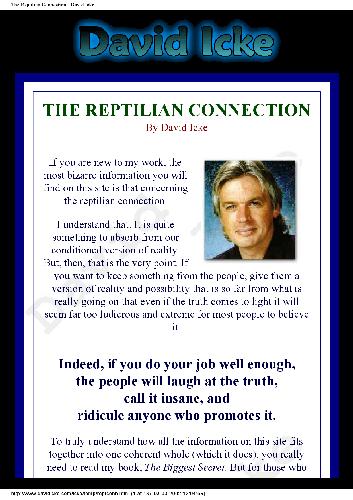 The Reptilian Connection - David Icke
David Icke
THE REPTILIAN CONNECTION
By David Icke
If you are new to my work, the
most bizarre information you will
find on this site is that concerning
the reptilian connection.
I understand that. It is quite
something to absorb from our
conditioned version of reality.
But, then, that is the very point. If
you want to keep something from the people, give them a
version of reality and possibility that is so far from what is
really going on that even if the truth comes to light it will
seem far too ludicrous and extreme for most people to believe
it.
Indeed, if you do your job well enough,
the people will laugh at the truth,
call it insane, and
ridicule anyone who promotes it.
To truly understand how all the information on this site fits
together into one coherent whole (which it does), you really
need to read my book, The Biggest Secret. But for those who